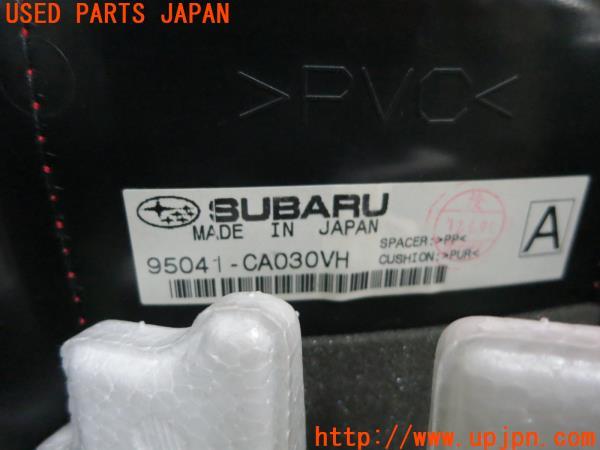 USED PARTS JAPAN
>PVC<
SUBARU
MADE IN JAPAN
SPACER:>PP<
95041-CA030VH
CUSHION:>PUR<
A
http://www.upjpn.com/